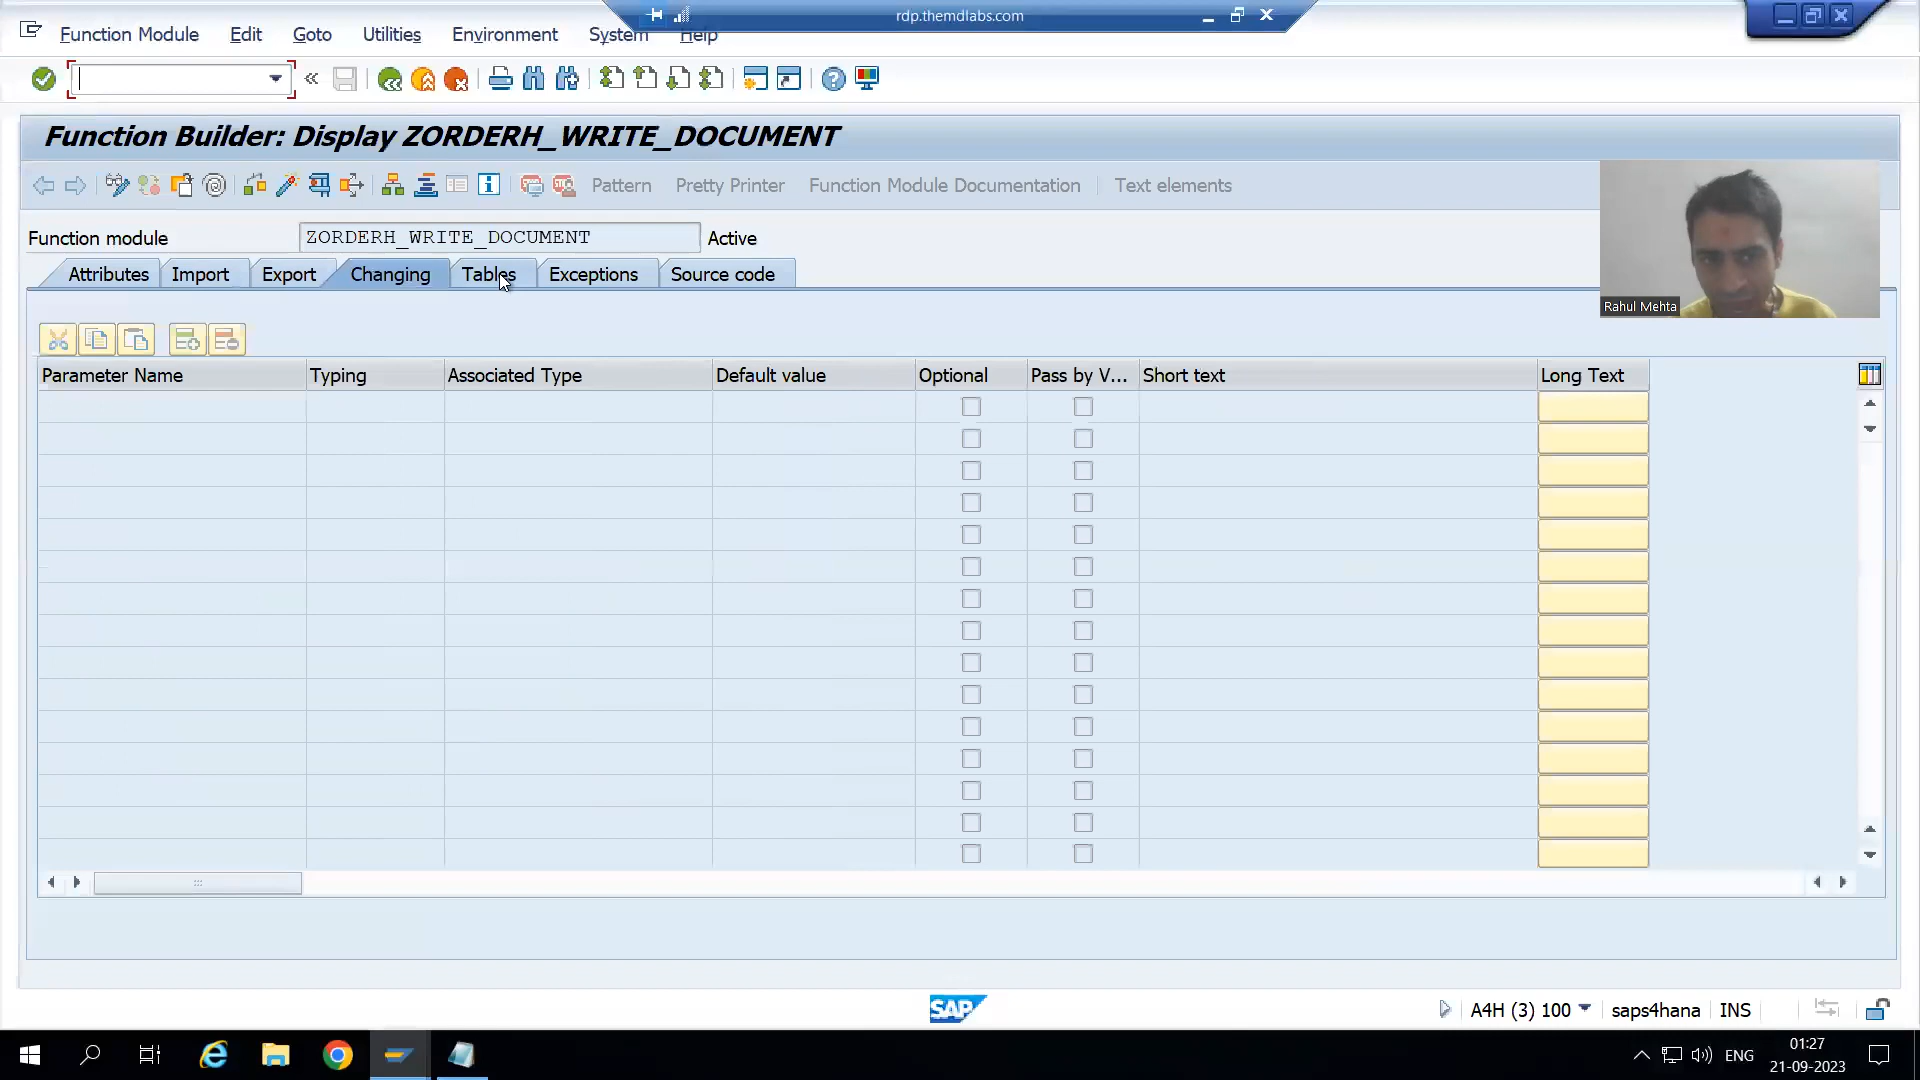 rdp.themdlabs.com
Function Module Edit Goto Utilities Environment System Help
Function Builder: Display ZORDERH_WRITE_DOCUMENT
Pattern Pretty Printer Function Module Documentation Text elements
Function module ZORDERH_WRITE_DOCUMENT Active
Attributes Import Export Changing Tables Exceptions Source code
Rahul Mehta
Parameter Name Typing Associated Type Default value Optional Pass by V... Short text Long Text
SAP A4H (3) 100 saps4hana INS
ENG 01:27
21-09-2023